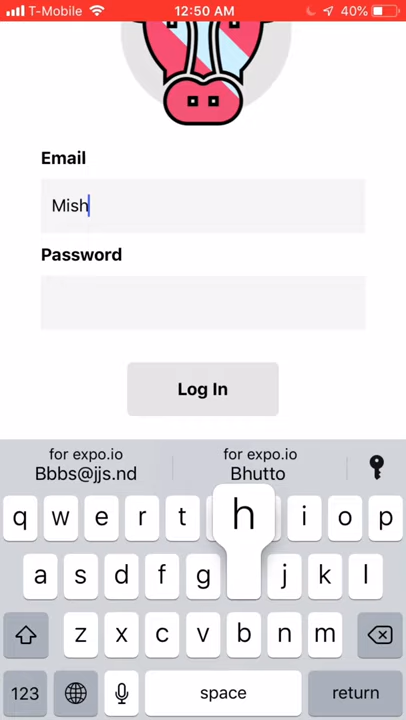 T-Mobile 12:50 AM 40%
Email
Mish
Password
Log In
for expo.io for expo.io
Bbbs@jjs.nd Bhutto
q w e r t h i o p
a s d f g j k l
z x c v b n m
123 space return